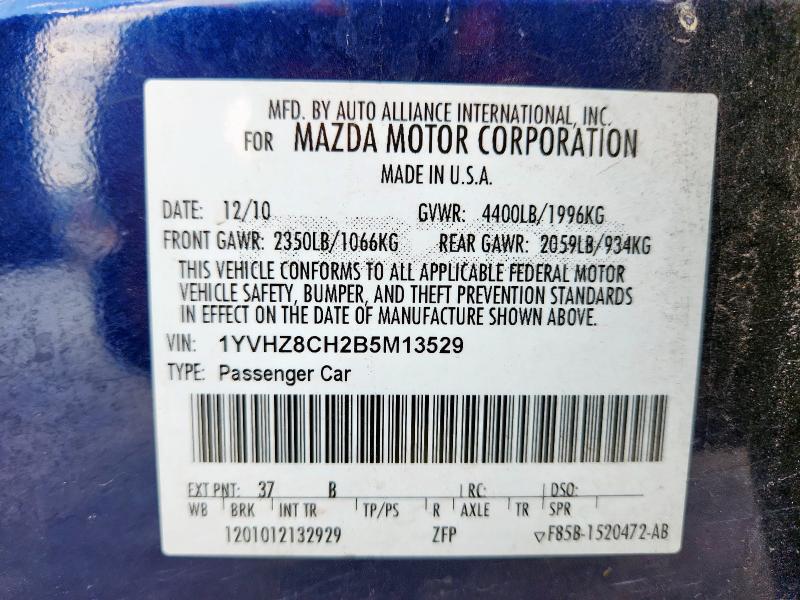 MFD. BY AUTO ALLIANCE INTERNATIONAL, INC.
FOR MAZDA MOTOR CORPORATION
MADE IN U.S.A.
DATE: 12/10 GVWR: 4400LB/1996KG
FRONT GAWR: 2350LB/1066KG REAR GAWR: 2059LB/934KG
THIS VEHICLE CONFORMS TO ALL APPLICABLE FEDERAL MOTOR
VEHICLE SAFETY, BUMPER, AND THEFT PREVENTION STANDARDS
IN EFFECT ON THE DATE OF MANUFACTURE SHOWN ABOVE.
VIN: 1YVHZ8CH2B5M13529
TYPE: Passenger Car
EXT PNT: 37 B RC: DSO:
WB BRK INT TR TP/PS R AXLE TR SPR
1201012132929 ZFP ▽F85B-1520472-AB